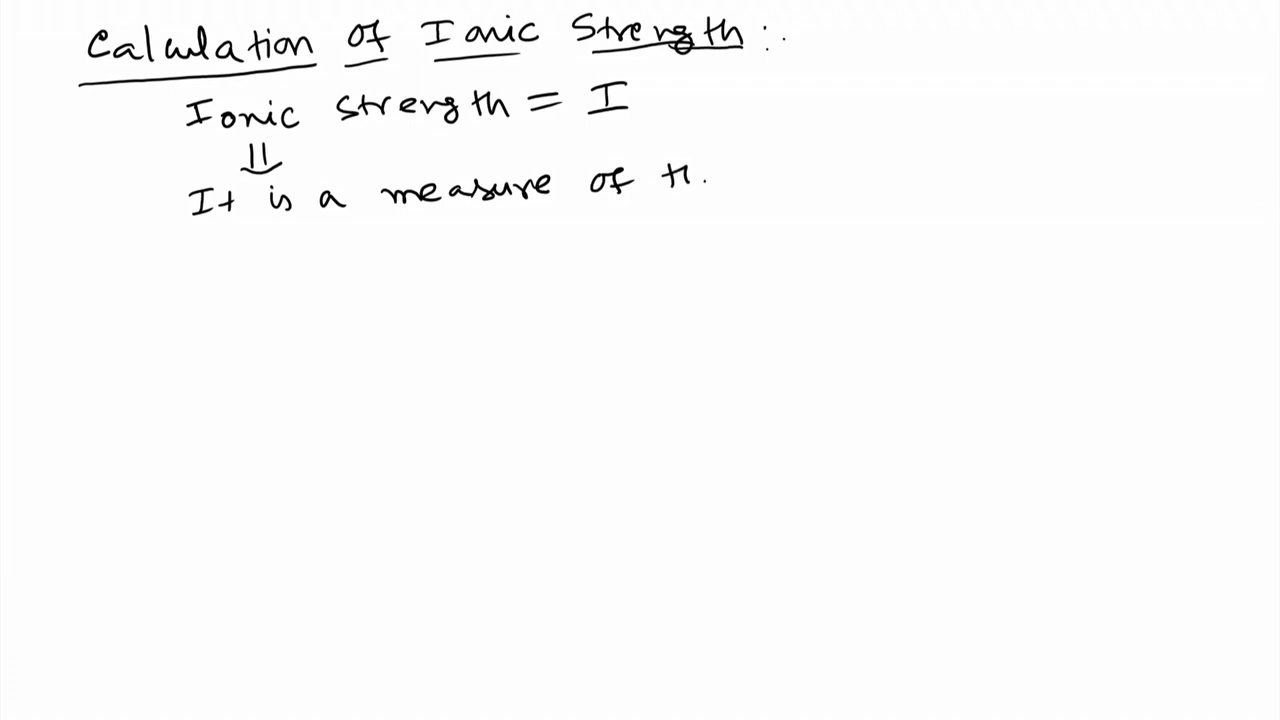 Calculation of Ionic Strength :
Ionic Strength = I
⇓
It is a measure of